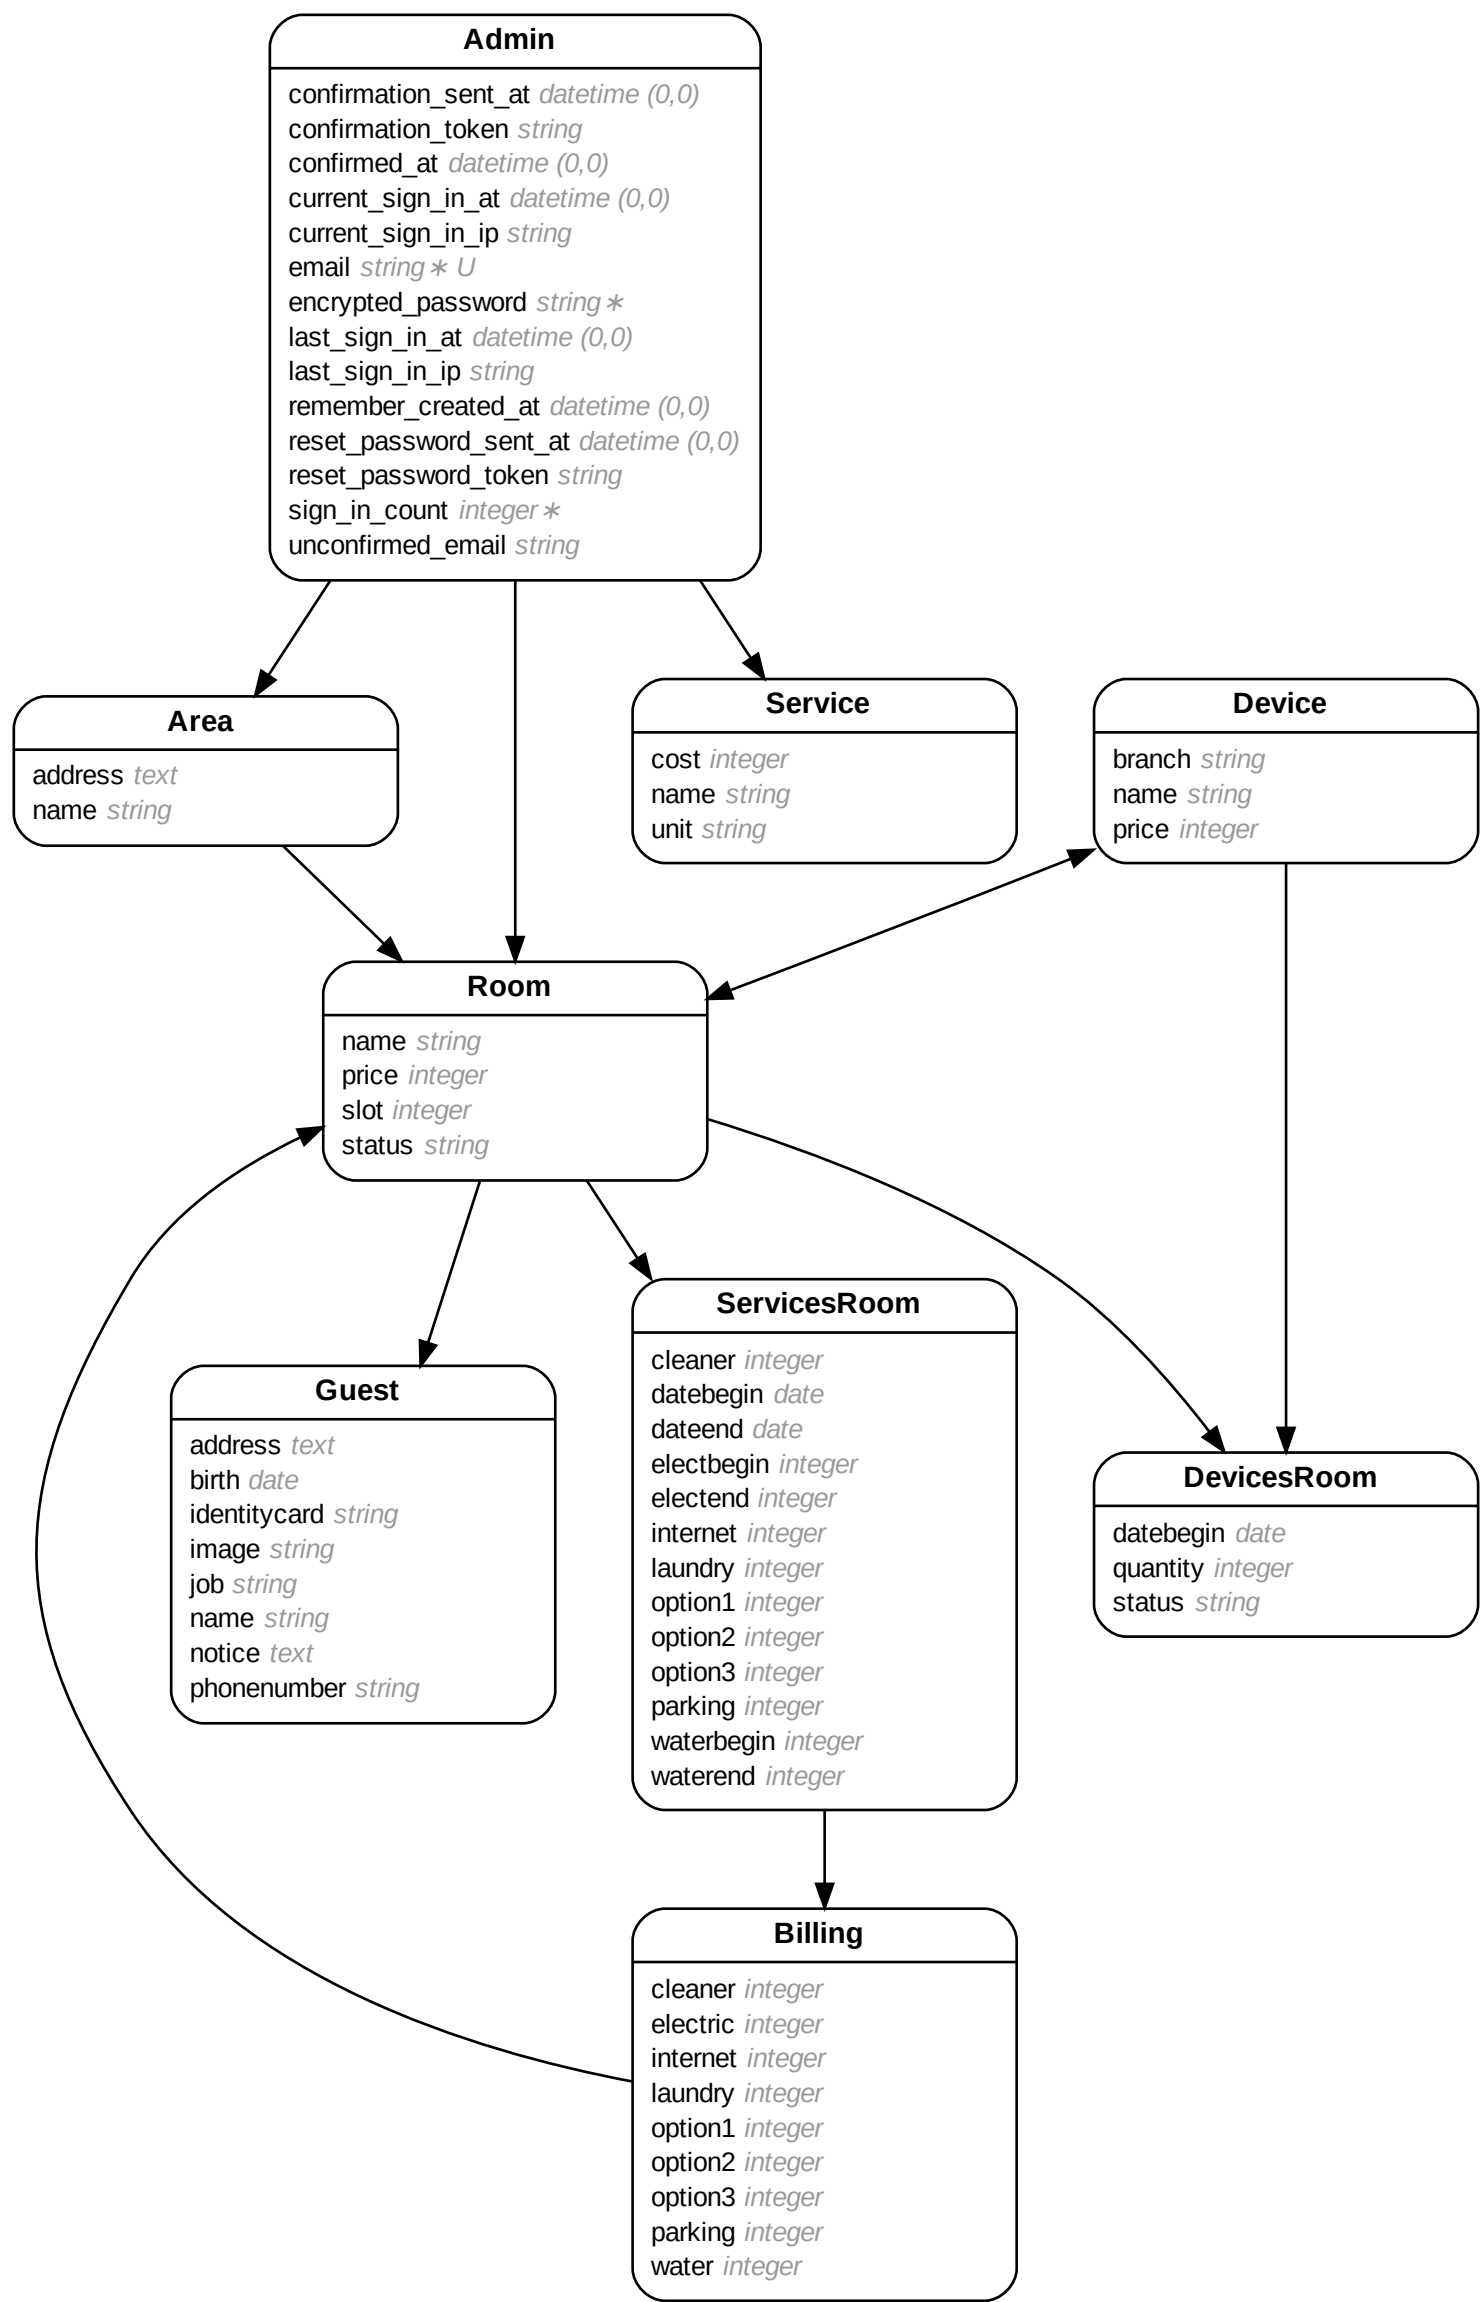 Admin
confirmation_sent_at datetime (0,0)
confirmation_token string
confirmed_at datetime (0,0)
current_sign_in_at datetime (0,0)
current_sign_in_ip string
email string∗ U
encrypted_password string∗
last_sign_in_at datetime (0,0)
last_sign_in_ip string
remember_created_at datetime (0,0)
reset_password_sent_at datetime (0,0)
reset_password_token string
sign_in_count integer∗
unconfirmed_email string
Area
address text
name string
Service
cost integer
name string
unit string
Device
branch string
name string
price integer
Room
name string
price integer
slot integer
status string
Guest
address text
birth date
identitycard string
image string
job string
name string
notice text
phonenumber string
ServicesRoom
cleaner integer
datebegin date
dateend date
electbegin integer
electend integer
internet integer
laundry integer
option1 integer
option2 integer
option3 integer
parking integer
waterbegin integer
waterend integer
DevicesRoom
datebegin date
quantity integer
status string
Billing
cleaner integer
electric integer
internet integer
laundry integer
option1 integer
option2 integer
option3 integer
parking integer
water integer